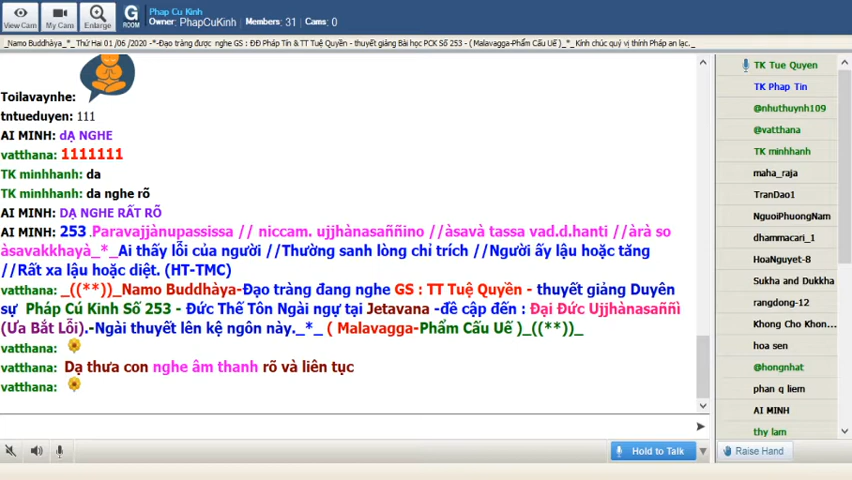 Phap Cu Kinh
Owner: PhapCuKinh
Members: 31
Cams: 0
View Cam
My Cam
Enlarge
G
ROOM
_Namo Buddhàya_*_ Thứ Hai 01 /06 /2020 -*-Đạo tràng được nghe GS : ĐĐ Pháp Tín & TT Tuệ Quyền - thuyết giảng Bài học PCK Số 253 - ( Malavagga-Phẩm Cấu Uế )_*_ Kính chúc quý vị thính Pháp an lạc._
Toilavaynhe:
tntueduyen: 111
AI MINH: dẠ NGHE
vatthana: 1111111
TK minhhanh: da
TK minhhanh: da nghe rõ
AI MINH: DẠ NGHE RẤT RÕ
AI MINH: 253 .Paravajjànupassissa // niccam. ujjhànasaññino //àsavà tassa vad.d.hanti //àrà so
àsavakkhayà_*_Ai thấy lỗi của người //Thường sanh lòng chỉ trích //Người ấy lậu hoặc tăng
//Rất xa lậu hoặc diệt. (HT-TMC)
vatthana: _((**))_Namo Buddhàya-Đạo tràng đang nghe GS : TT Tuệ Quyền - thuyết giảng Duyên
sự Pháp Cú Kinh Số 253 - Đức Thế Tôn Ngài ngự tại Jetavana -đề cập đến : Đại Đức Ujjhànasaññì
(Ưa Bắt Lỗi).-Ngài thuyết lên kệ ngôn này._*_ ( Malavagga-Phẩm Cấu Uế )_((**))_
vatthana:
vatthana: Dạ thưa con nghe âm thanh rõ và liên tục
vatthana:
Hold to Talk
TK Tue Quyen
TK Phap Tin
@nhuthuynh109
@vatthana
TK minhhanh
maha_raja
TranDao1
NguoiPhuongNam
dhammacari_1
HoaNguyet-8
Sukha and Dukkha
rangdong-12
Khong Cho Khon...
hoa sen
@hongnhat
phan q liem
AI MINH
thy lam
Raise Hand